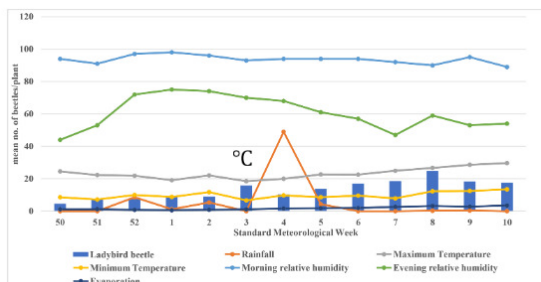 120
100
80
60
40
20
0
mean no. of beetles/plant
°C
50 51 52 1 2 3 4 5 6 7 8 9 10
Standard Meteorological Week
Ladybird beetle Rainfall Maximum Temperature
Minimum Temperature Morning relative humidity Evening relative humidity
Evaporation